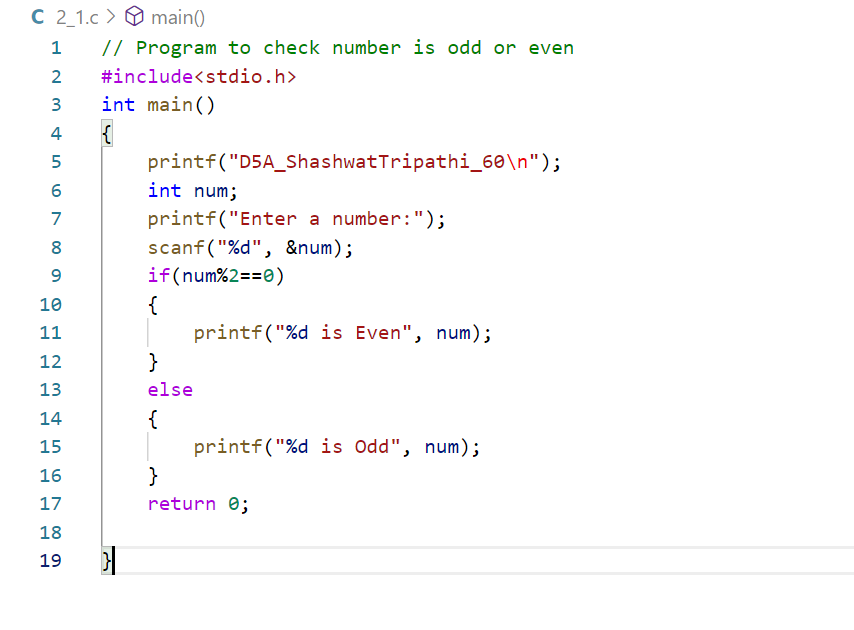 C 2_1.c > main()
1 // Program to check number is odd or even
2 #include<stdio.h>
3 int main()
4 {
5     printf("D5A_ShashwatTripathi_60\n");
6     int num;
7     printf("Enter a number:");
8     scanf("%d", &num);
9     if(num%2==0)
10     {
11         printf("%d is Even", num);
12     }
13     else
14     {
15         printf("%d is Odd", num);
16     }
17     return 0;
18
19 }